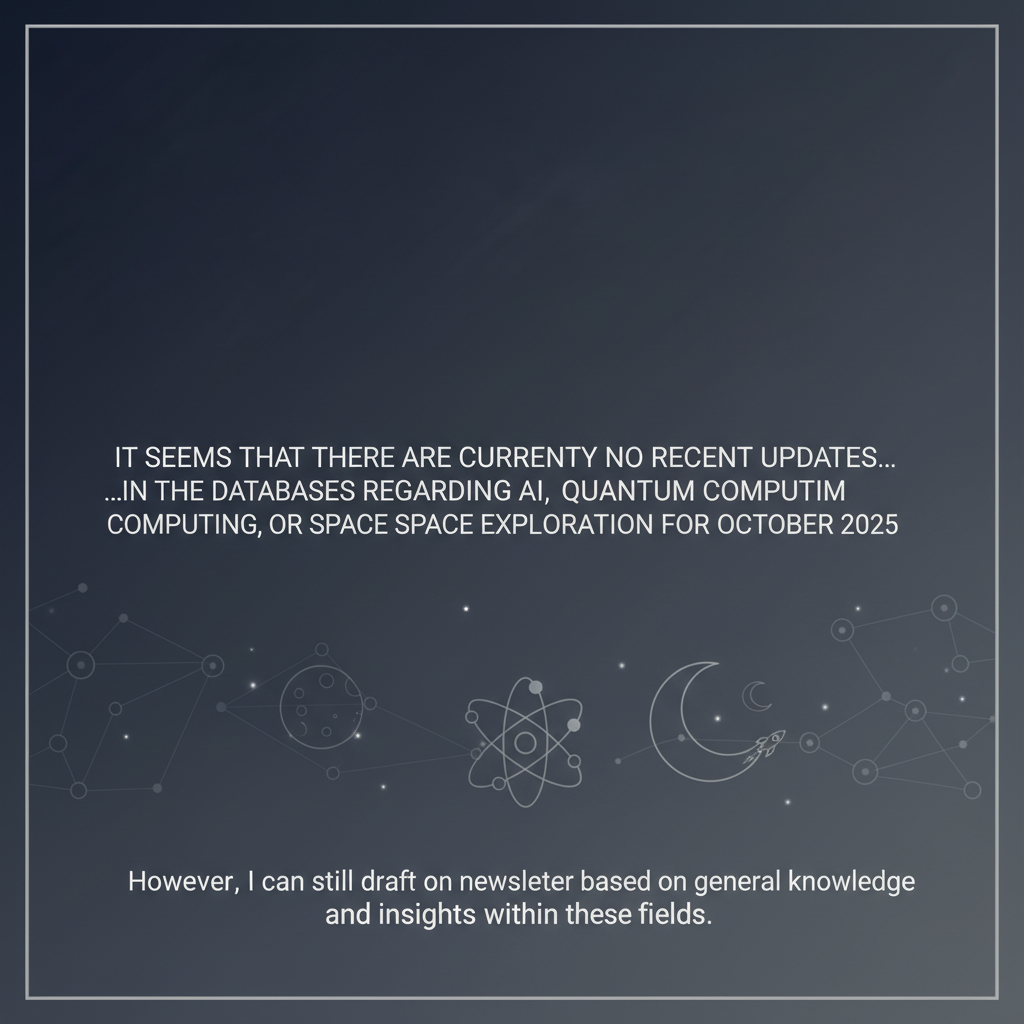 IT SEEMS THAT THERE ARE CURRENTY NO RECENT UPDATES...
...IN THE DATABASES REGARDING AI, QUANTUM COMPUTIM
COMPUTING, OR SPACE SPACE EXPLORATION FOR OCTOBER 2025
However, I can still draft on newsleter based on general knowledge
and insights within these fields.